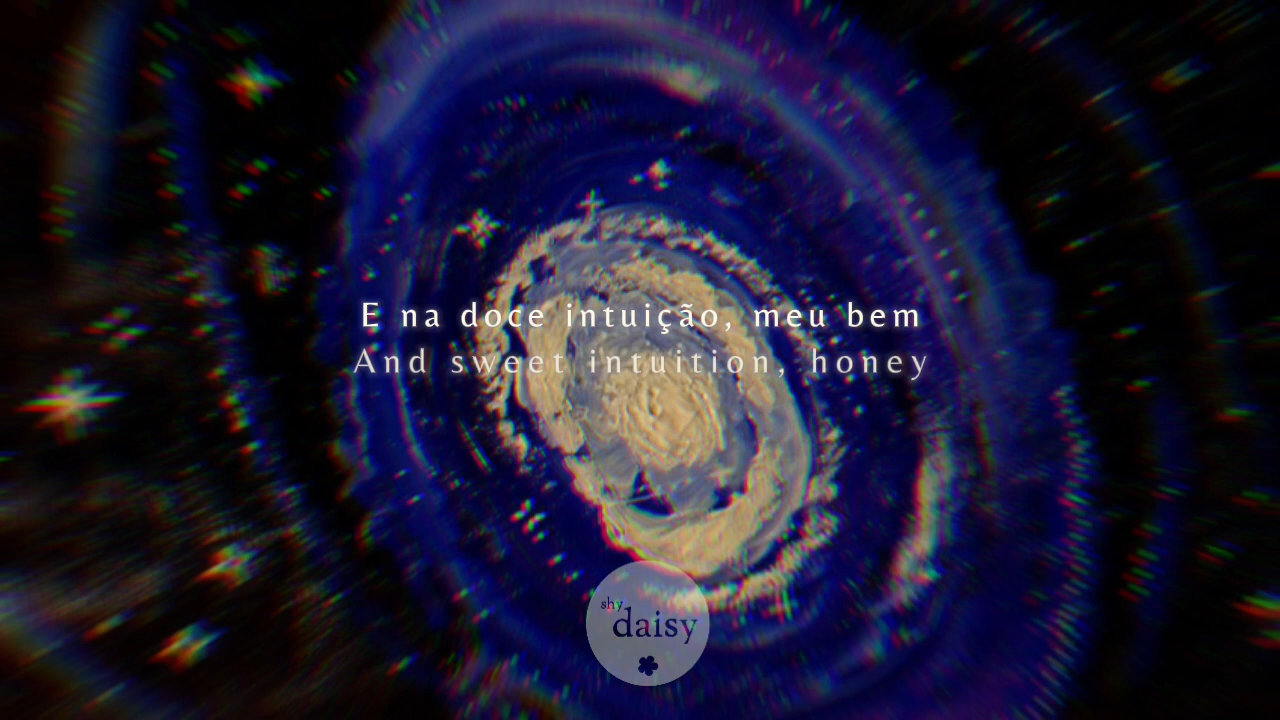 E na doce intuição, meu bem
And sweet intuition, honey
shy
daisy